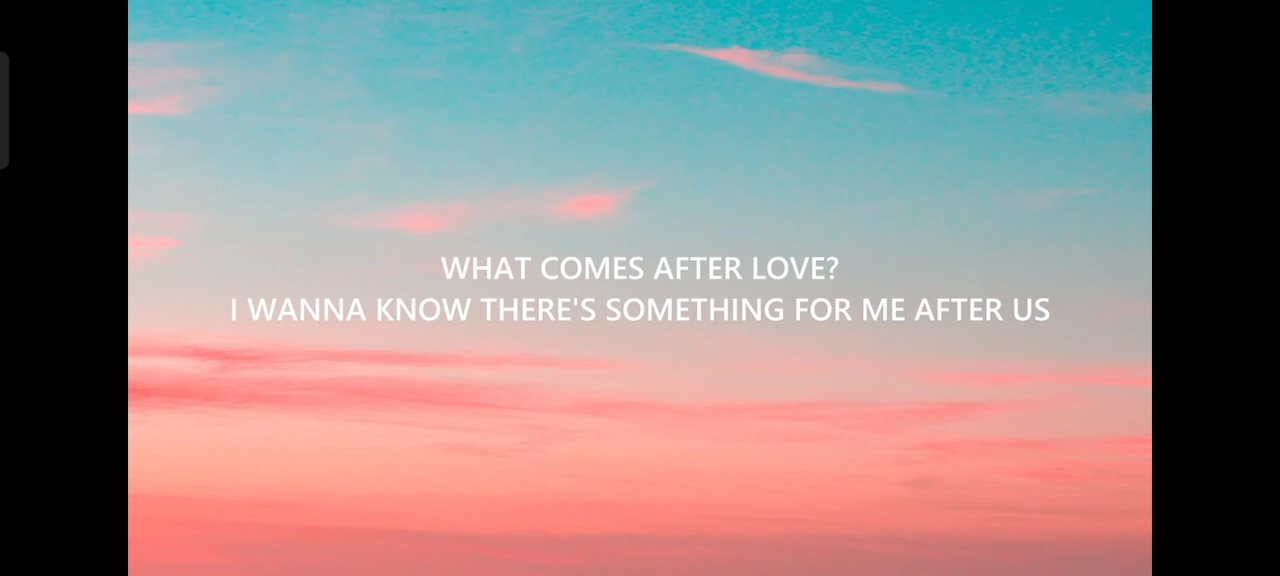 WHAT COMES AFTER LOVE?
I WANNA KNOW THERE'S SOMETHING FOR ME AFTER US